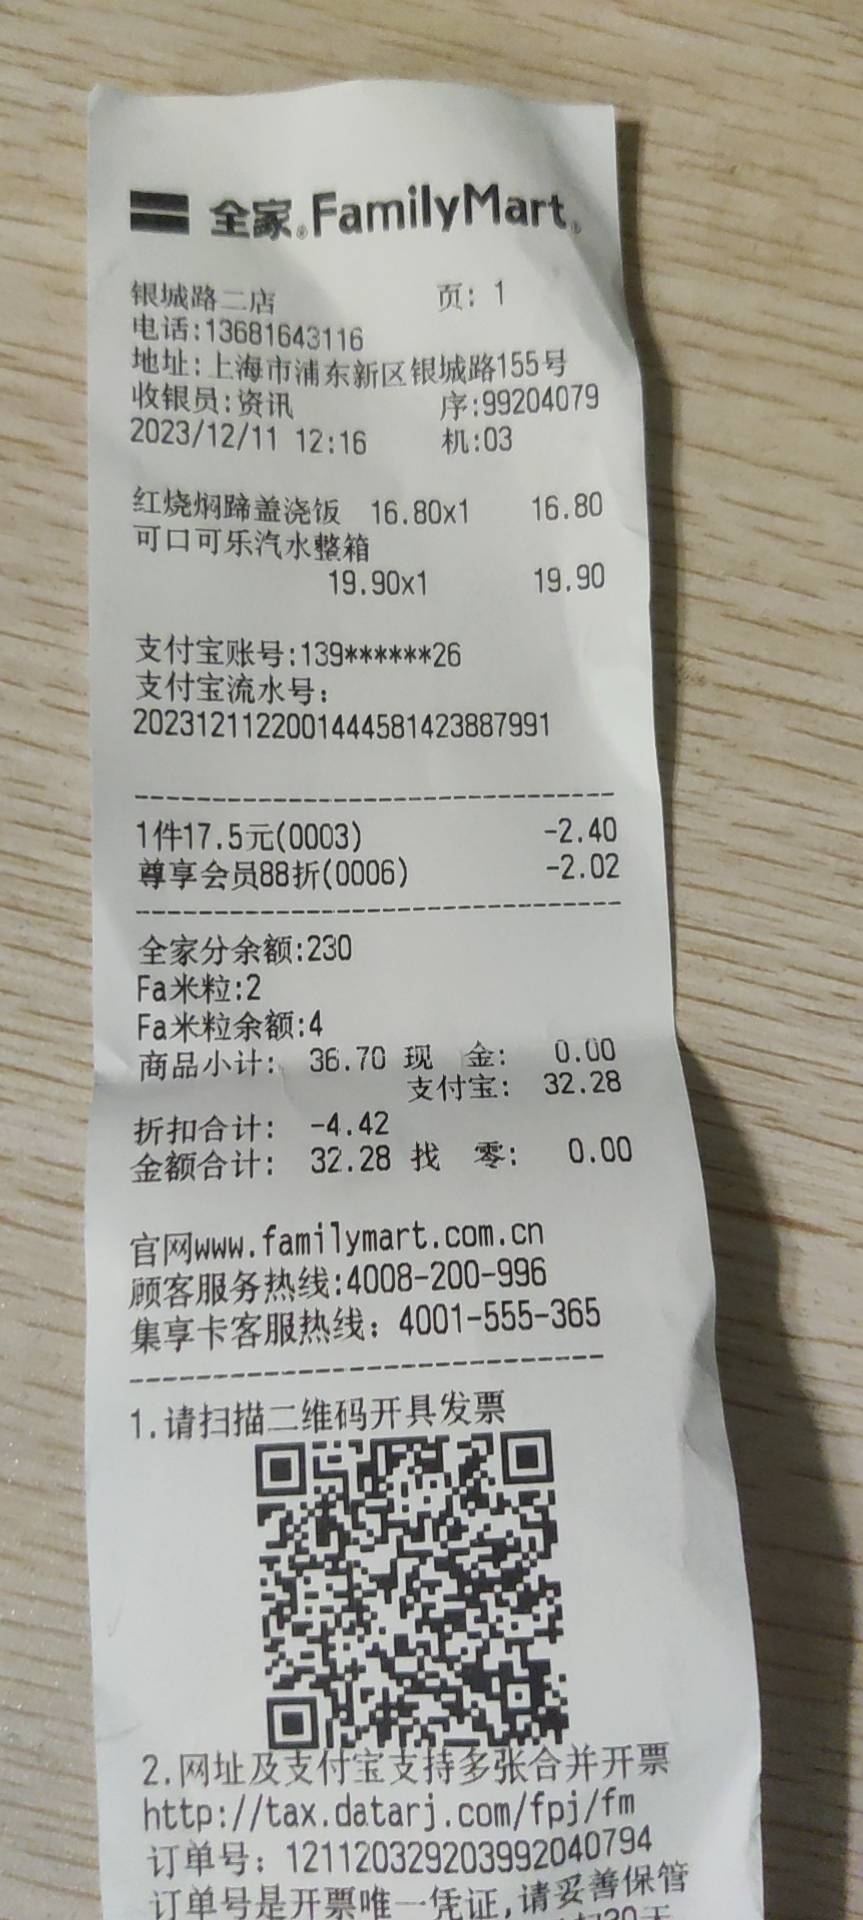 全家®FamilyMart®
银城路二店 页: 1
电话:13681643116
地址:上海市浦东新区银城路155号
收银员:资讯 序:99204079
2023/12/11 12:16 机:03
红烧焖蹄盖浇饭 16.80x1 16.80
可口可乐汽水整箱
19.90x1 19.90
支付宝账号:139******26
支付宝流水号:
2023121122001444581423887991
1件17.5元(0003) -2.40
尊享会员88折(0006) -2.02
全家分余额:230
Fa米粒:2
Fa米粒余额:4
商品小计: 36.70 现 金: 0.00
支付宝: 32.28
折扣合计: -4.42
金额合计: 32.28 找 零: 0.00
官网www.familymart.com.cn
顾客服务热线:4008-200-996
集享卡客服热线: 4001-555-365
1.请扫描二维码开具发票
2.网址及支付宝支持多张合并开票
http://tax.datarj.com/fpj/fm
订单号: 121120329203992040794
订单号是开票唯一凭证,请妥善保管
30天